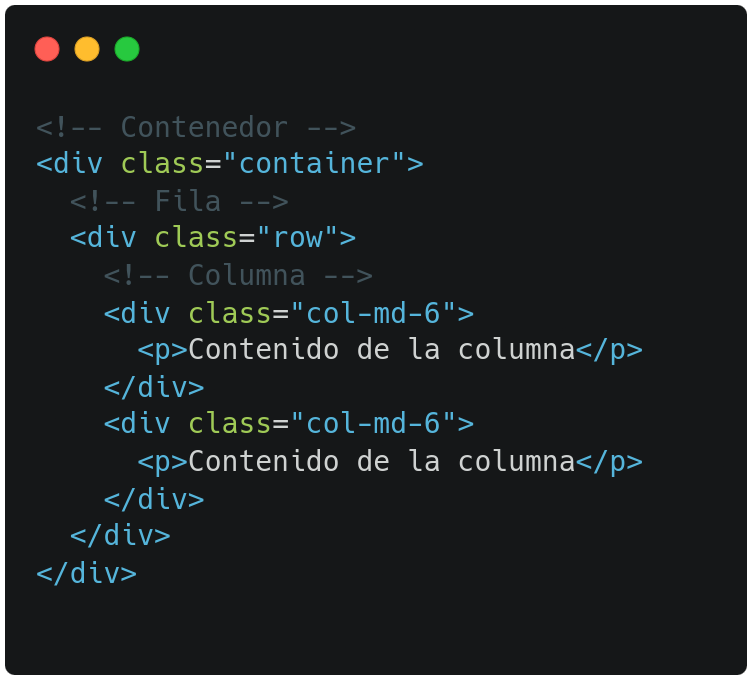 <!-- Contenedor -->
<div class="container">
  <!-- Fila -->
  <div class="row">
    <!-- Columna -->
    <div class="col-md-6">
      <p>Contenido de la columna</p>
    </div>
    <div class="col-md-6">
      <p>Contenido de la columna</p>
    </div>
  </div>
</div>